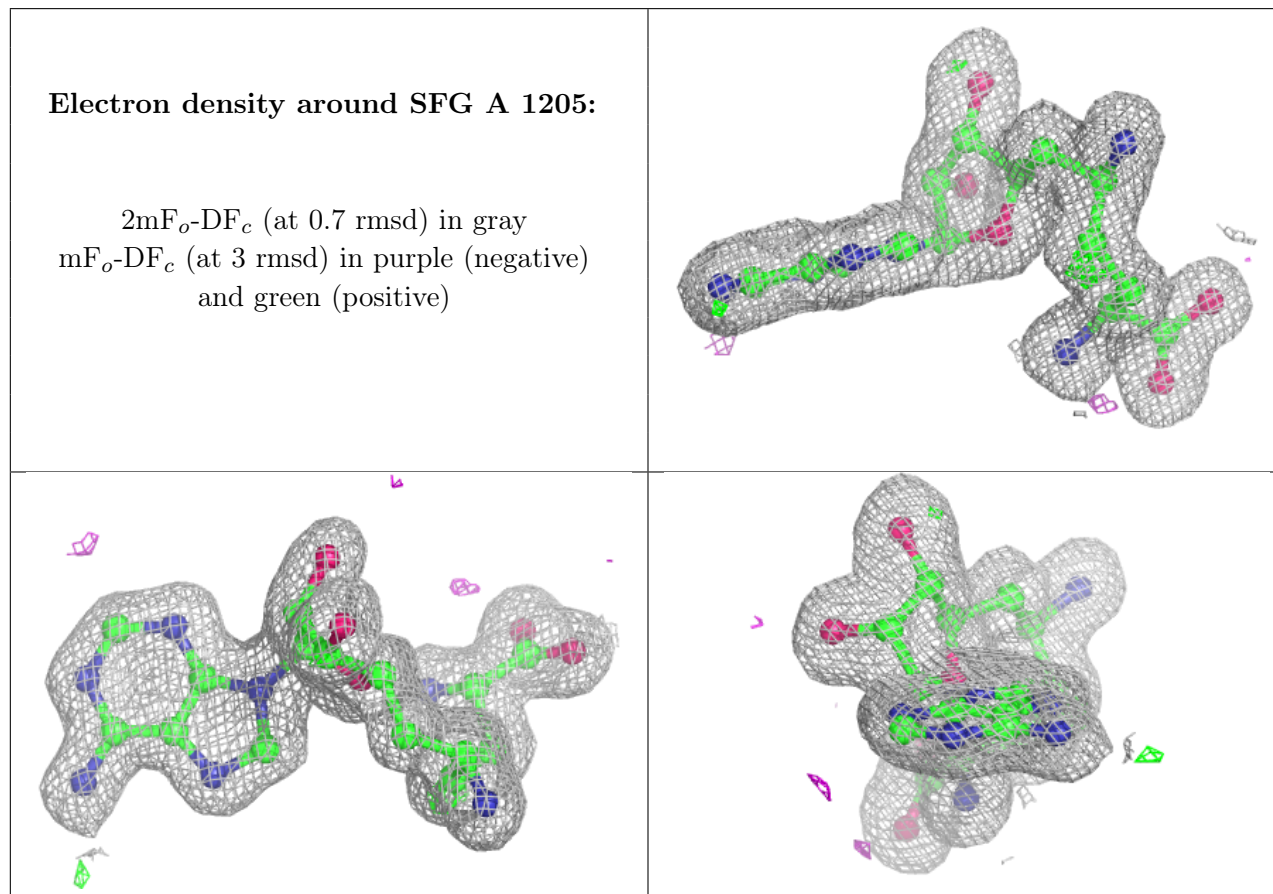 Electron density around SFG A 1205:
2mFo-DFc (at 0.7 rmsd) in gray
mFo-DFc (at 3 rmsd) in purple (negative)
and green (positive)